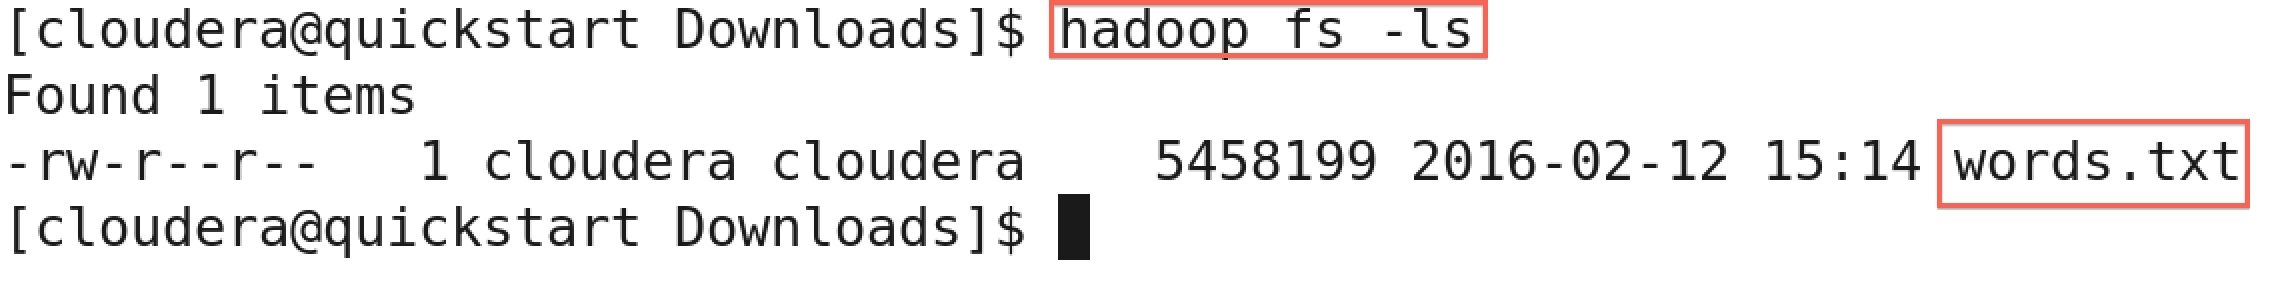 [cloudera@quickstart Downloads]$ hadoop fs -ls
Found 1 items
-rw-r--r--   1 cloudera cloudera    5458199 2016-02-12 15:14 words.txt
[cloudera@quickstart Downloads]$